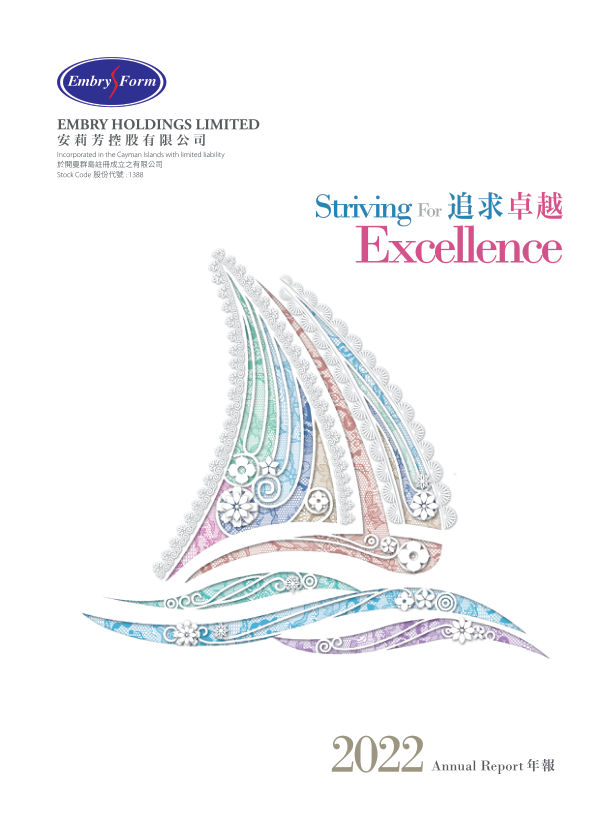 Embry Form
EMBRY HOLDINGS LIMITED
安莉芳控股有限公司
Incorporated in the Cayman Islands with limited liability
於開曼群島註冊成立之有限公司
Stock Code 股份代號 : 1388
Striving For 追求卓越
Excellence
2022 Annual Report 年報